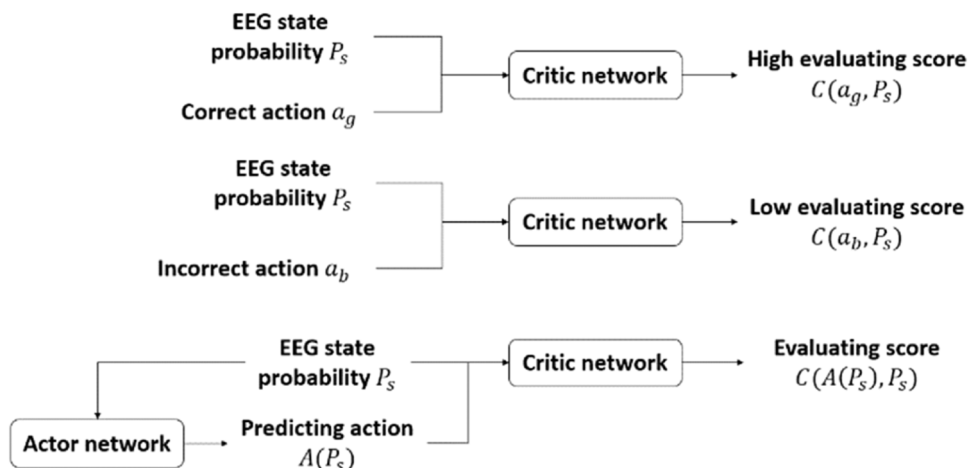 EEG state
probability Pₛ
Critic network
High evaluating score
C(a_g, Pₛ)
Correct action a_g
EEG state
probability Pₛ
Critic network
Low evaluating score
C(a_b, Pₛ)
Incorrect action a_b
EEG state
probability Pₛ
Critic network
Evaluating score
C(A(Pₛ), Pₛ)
Actor network
Predicting action
A(Pₛ)